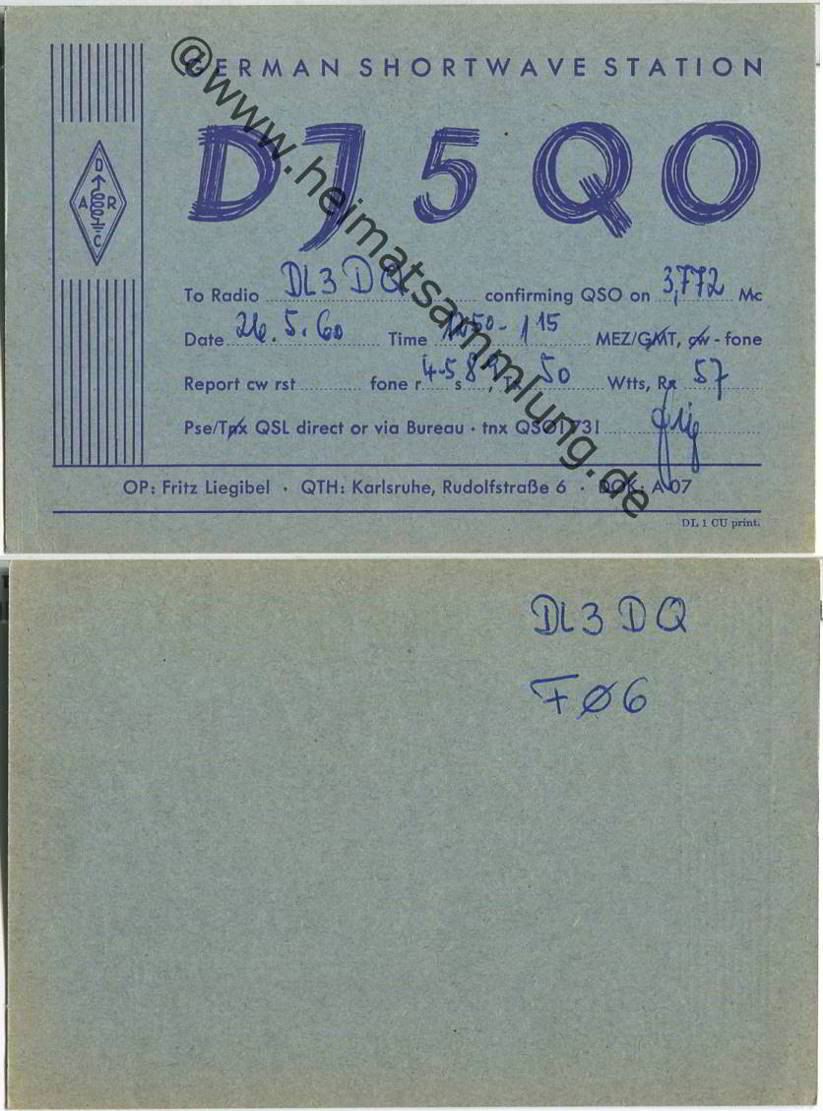 GERMAN SHORTWAVE STATION
DJ5QO
D
A R
C
To Radio DL3DQ confirming QSO on 3,772 Mc
Date 26.5.60 Time MEZ/GMT, cw - fone
Report cw rst fone r 4-5 s 8 50 Wtts, Rx 57
Pse/Tnx QSL direct or via Bureau · tnx QSO! 73!
OP: Fritz Liegibel · QTH: Karlsruhe, Rudolfstraße 6 · DOK: A 07
DL 1 CU print.
@www.heimatsammlung.de
DL3DQ
FØ6